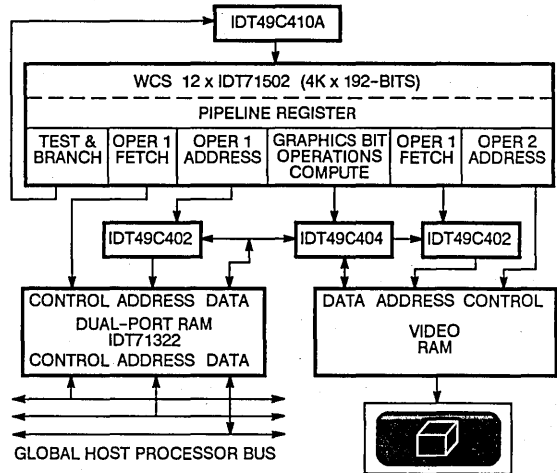 IDT49C410A
WCS 12 x IDT71502 (4K x 192-BITS)
PIPELINE REGISTER
TEST & BRANCH
OPER 1 FETCH
OPER 1 ADDRESS
GRAPHICS BIT OPERATIONS COMPUTE
OPER 1 FETCH
OPER 2 ADDRESS
IDT49C402
IDT49C404
IDT49C402
CONTROL ADDRESS DATA
DUAL-PORT RAM
IDT71322
CONTROL ADDRESS DATA
DATA ADDRESS CONTROL
VIDEO
RAM
GLOBAL HOST PROCESSOR BUS